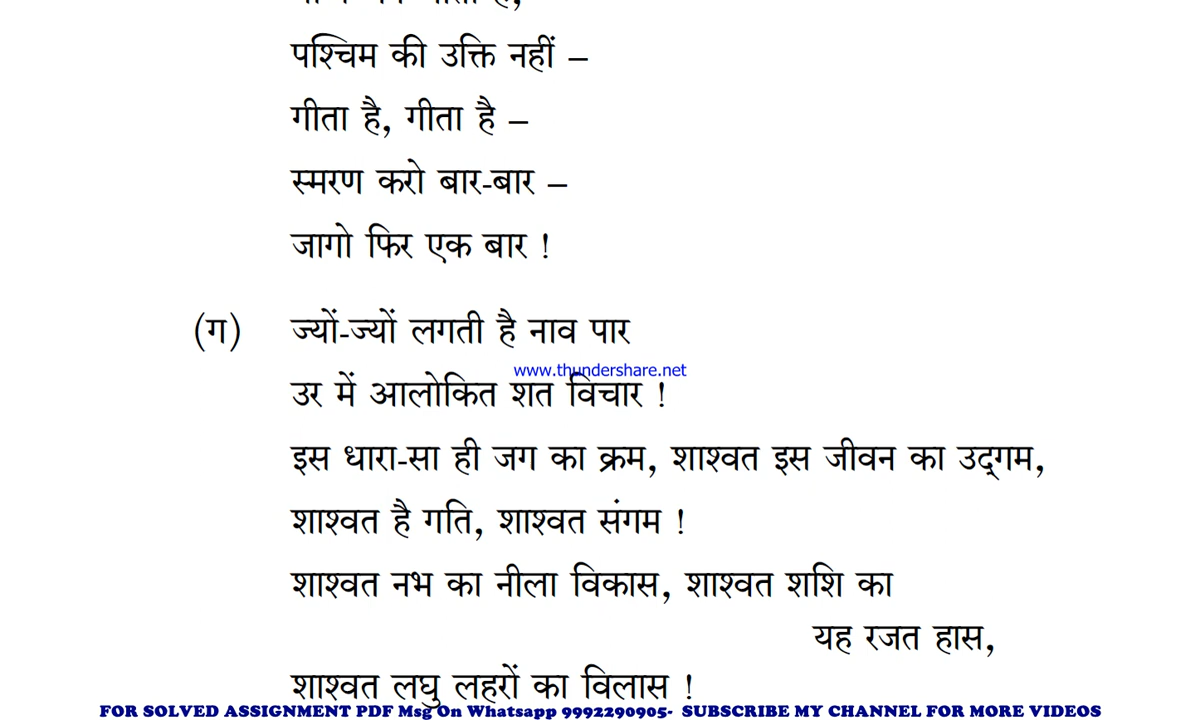 पश्चिम की उक्ति नहीं –
गीता है, गीता है –
स्मरण करो बार-बार –
जागो फिर एक बार !
(ग) ज्यों-ज्यों लगती है नाव पार
www.thundershare.net
उर में आलोकित शत विचार !
इस धारा-सा ही जग का क्रम, शाश्वत इस जीवन का उद्‌गम,
शाश्वत है गति, शाश्वत संगम !
शाश्वत नभ का नीला विकास, शाश्वत शशि का
यह रजत हास,
शाश्वत लघु लहरों का विलास !
FOR SOLVED ASSIGNMENT PDF Msg On Whatsapp 9992290905- SUBSCRIBE MY CHANNEL FOR MORE VIDEOS